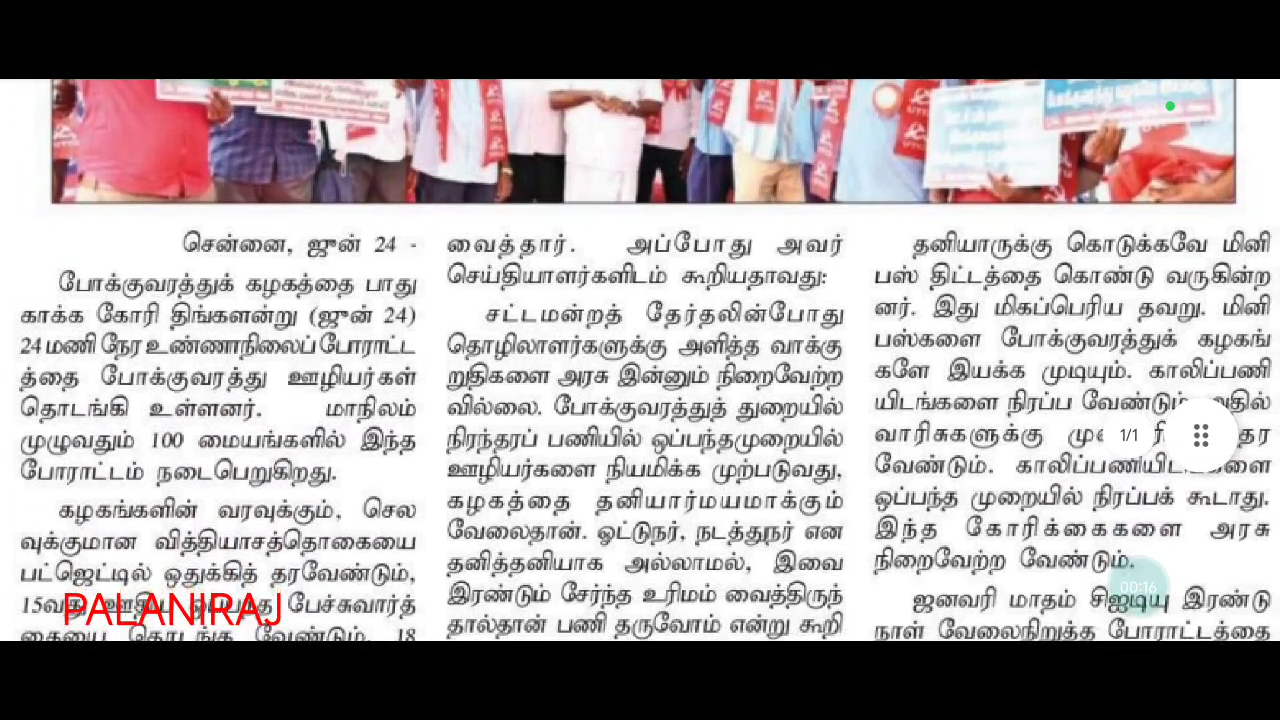 சென்னை, ஜுன் 24 -
போக்குவரத்துக் கழகத்தை பாது
காக்க கோரி திங்களன்று (ஜுன் 24)
24 மணி நேர உண்ணாநிலைப் போராட்ட
த்தை போக்குவரத்து ஊழியர்கள்
தொடங்கி உள்ளனர். மாநிலம்
முழுவதும் 100 மையங்களில் இந்த
போராட்டம் நடைபெறுகிறது.
கழகங்களின் வரவுக்கும், செல
வுக்குமான வித்தியாசத்தொகையை
பட்ஜெட்டில் ஒதுக்கித் தரவேண்டும்,
15வது பேச்சுவார்த்
வேண்டும். 18
PALANIRAJ
வைத்தார். அப்போது அவர்
செய்தியாளர்களிடம் கூறியதாவது:
சட்டமன்றத் தேர்தலின்போது
தொழிலாளர்களுக்கு அளித்த வாக்கு
றுதிகளை அரசு இன்னும் நிறைவேற்ற
வில்லை. போக்குவரத்துத் துறையில்
நிரந்தரப் பணியில் ஒப்பந்தமுறையில்
ஊழியர்களை நியமிக்க முற்படுவது,
கழகத்தை தனியார்மயமாக்கும்
வேலைதான். ஓட்டுநர், நடத்துநர் என
தனித்தனியாக அல்லாமல், இவை
இரண்டும் சேர்ந்த உரிமம் வைத்திருந்
தால்தான் பணி தருவோம் என்று கூறி
தனியாருக்கு கொடுக்கவே மினி
பஸ் திட்டத்தை கொண்டு வருகின்ற
னர். இது மிகப்பெரிய தவறு. மினி
பஸ்களை போக்குவரத்துக் கழகங்
களே இயக்க முடியும். காலிப்பணி
யிடங்களை நிரப்ப வேண்டும்.
வாரிசுகளுக்கு
வேண்டும்.
ஒப்பந்த முறையில் நிரப்பக் கூடாது.
இந்த கோரிக்கைகளை அரசு
நிறைவேற்ற வேண்டும்.
ஜனவரி மாதம் சிஐடியு இரண்டு
நாள் வேலைநிறுத்த போராட்டத்தை
1/1
00:16